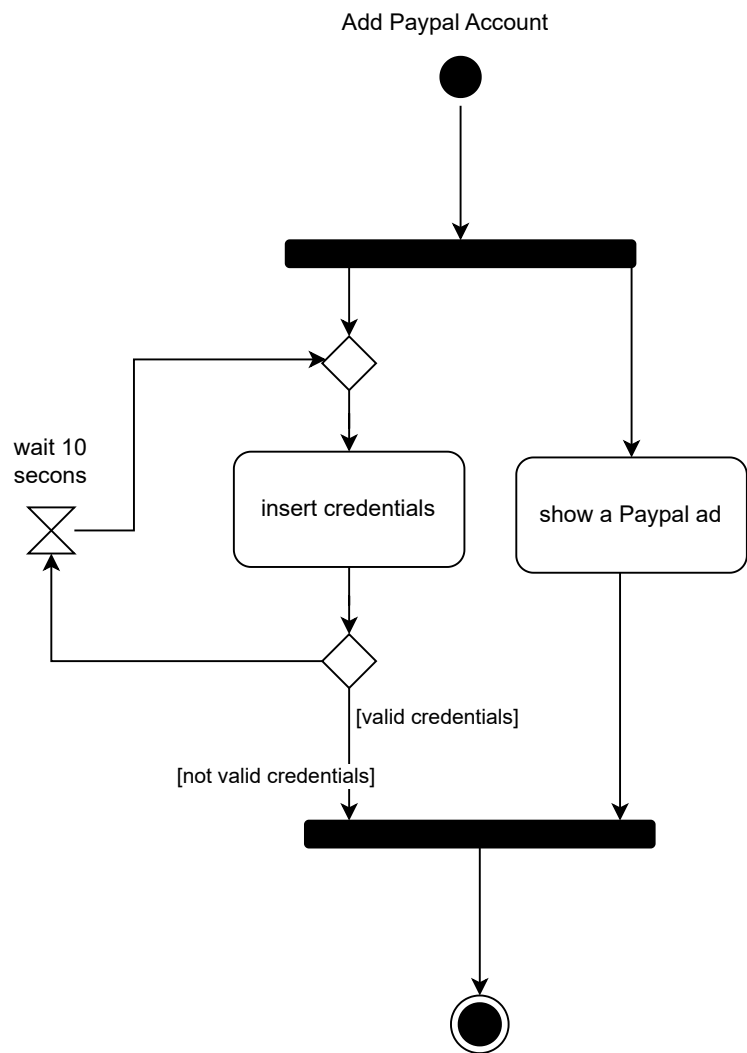 Add Paypal Account
wait 10
secons
insert credentials
show a Paypal ad
[valid credentials]
[not valid credentials]